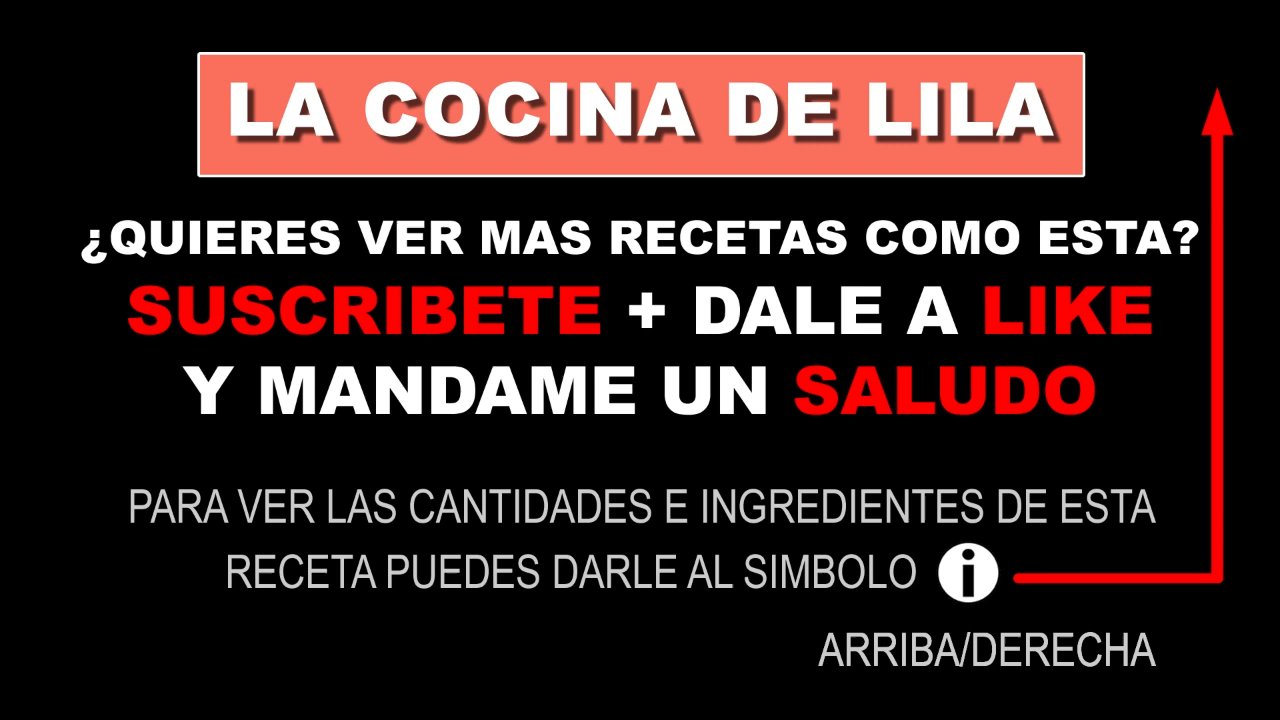 LA COCINA DE LILA
¿QUIERES VER MAS RECETAS COMO ESTA?
SUSCRIBETE + DALE A LIKE
Y MANDAME UN SALUDO
PARA VER LAS CANTIDADES E INGREDIENTES DE ESTA
RECETA PUEDES DARLE AL SIMBOLO i
ARRIBA/DERECHA